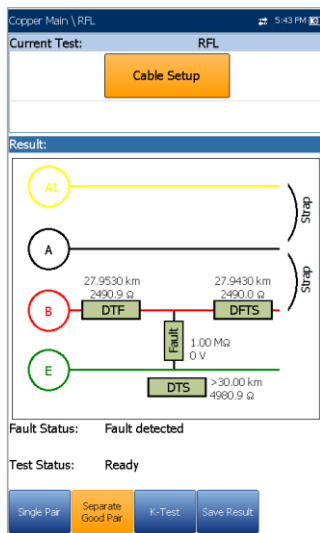 Copper Main \ RFL 5:43 PM
Current Test: RFL
Cable Setup
Result:
A1
Strap
A
Strap
27.9530 km 27.9430 km
2490.9 Ω 2490.0 Ω
B DTF DFTS
Fault
1.00 MΩ
0 V
E
DTS >30.00 km
4980.9 Ω
Fault Status: Fault detected
Test Status: Ready
Single Pair Separate Good Pair K-Test Save Result